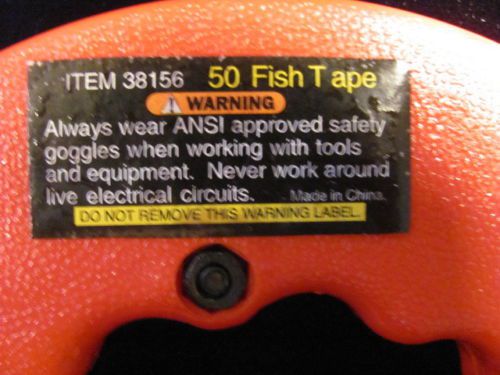 ITEM 38156 50 Fish T ape
WARNING
Always wear ANSI approved safety
goggles when working with tools
and equipment. Never work around
live electrical circuits. Made in China.
DO NOT REMOVE THIS WARNING LABEL.